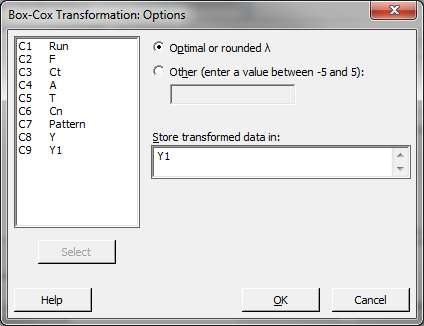 Box-Cox Transformation: Options
C1 Run
C2 F
C3 Ct
C4 A
C5 T
C6 Cn
C7 Pattern
C8 Y
C9 Y1
Optimal or rounded λ
Other (enter a value between -5 and 5):
Store transformed data in:
Y1
Select
Help
OK
Cancel